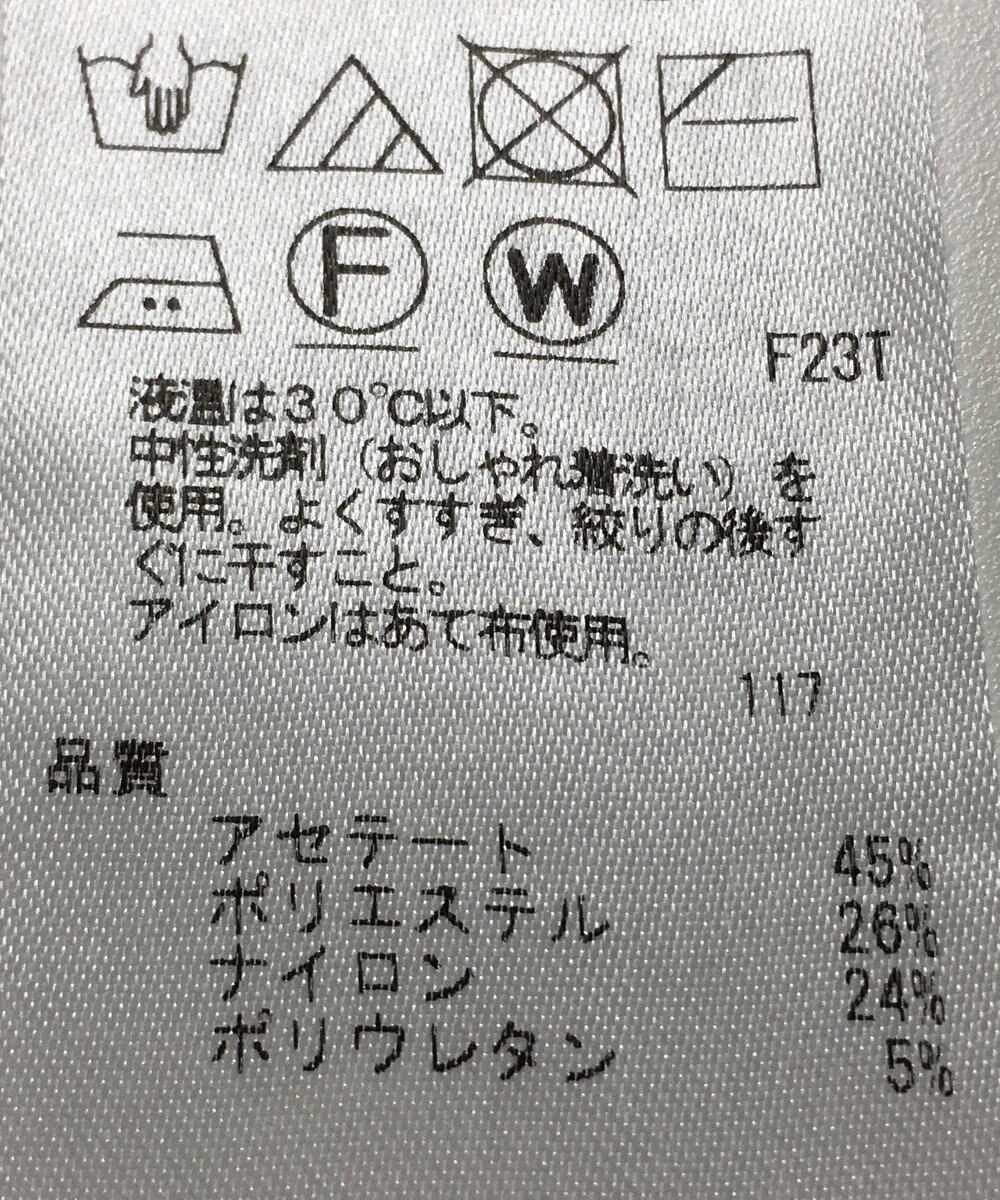 F W
F23T
液温は30℃以下。
中性洗剤（おしゃれ着洗い）を
使用。よくすすぎ、絞りの後す
ぐに干すこと。
アイロンはあて布使用。
117
品質
アセテート 45%
ポリエステル 26%
ナイロン 24%
ポリウレタン 5%